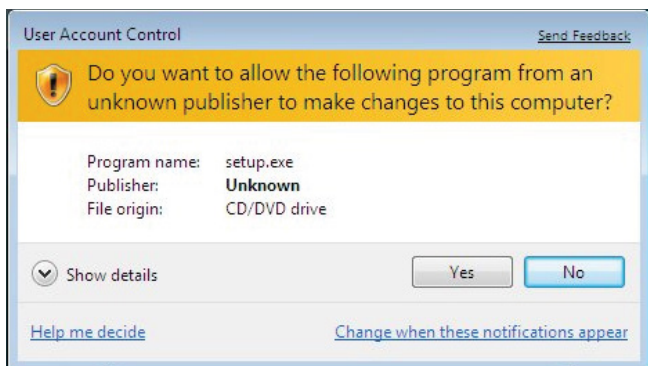 User Account Control
Send Feedback
Do you want to allow the following program from an
unknown publisher to make changes to this computer?
Program name: setup.exe
Publisher: Unknown
File origin: CD/DVD drive
Show details
Yes
No
Help me decide
Change when these notifications appear